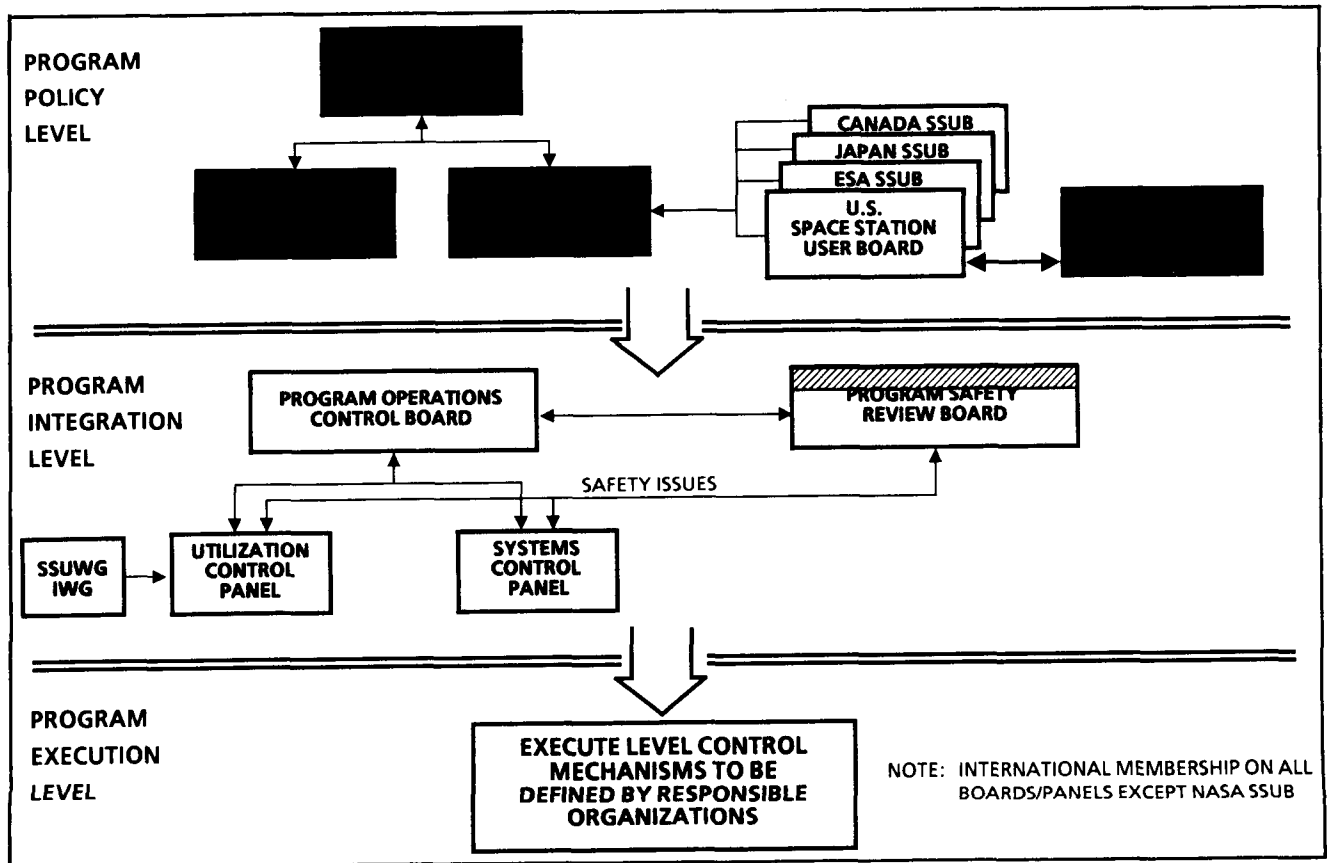 PROGRAM
POLICY
LEVEL
CANADA SSUB
JAPAN SSUB
ESA SSUB
U.S.
SPACE STATION
USER BOARD
PROGRAM
INTEGRATION
LEVEL
PROGRAM OPERATIONS
CONTROL BOARD
PROGRAM SAFETY
REVIEW BOARD
SAFETY ISSUES
SSUWG
IWG
UTILIZATION
CONTROL
PANEL
SYSTEMS
CONTROL
PANEL
PROGRAM
EXECUTION
LEVEL
EXECUTE LEVEL CONTROL
MECHANISMS TO BE
DEFINED BY RESPONSIBLE
ORGANIZATIONS
NOTE: INTERNATIONAL MEMBERSHIP ON ALL
BOARDS/PANELS EXCEPT NASA SSUB